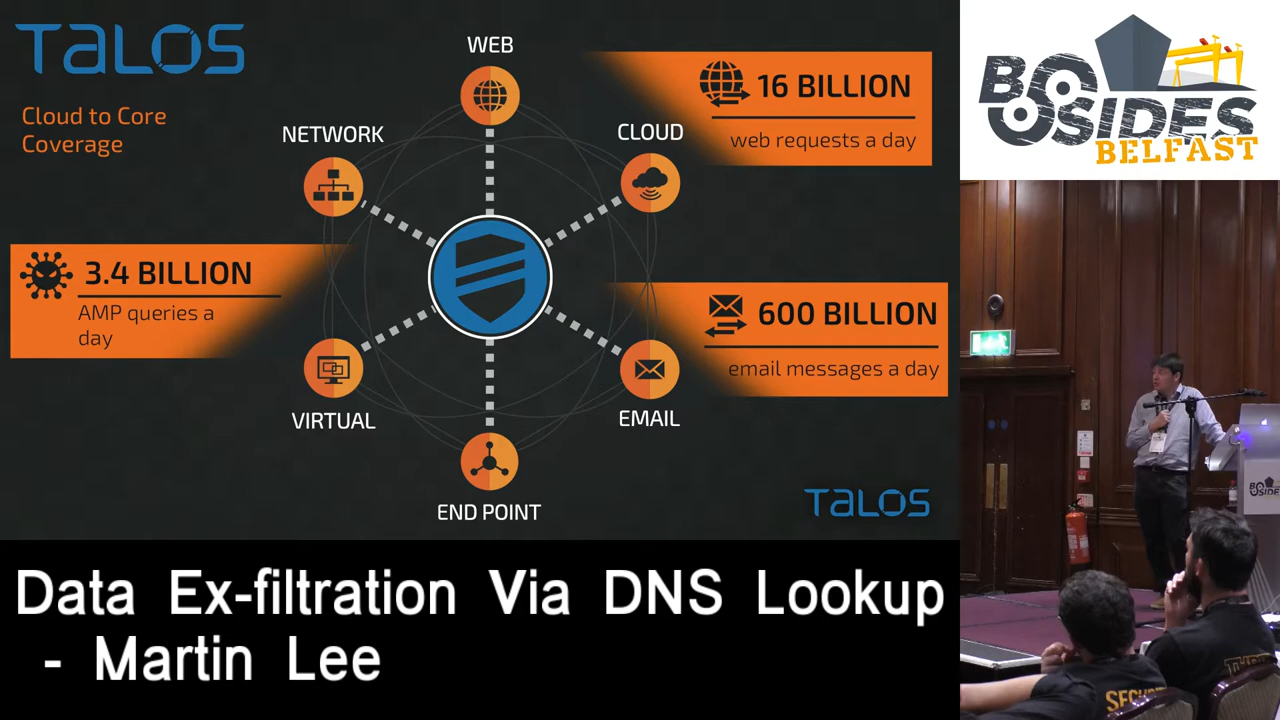 TALOS
Cloud to Core
Coverage
WEB
NETWORK
CLOUD
16 BILLION
web requests a day
3.4 BILLION
AMP queries a
day
600 BILLION
email messages a day
VIRTUAL
EMAIL
END POINT
TALOS
BSIDES
BELFAST
BSIDES
SECURITY
Data Ex-filtration Via DNS Lookup
- Martin Lee